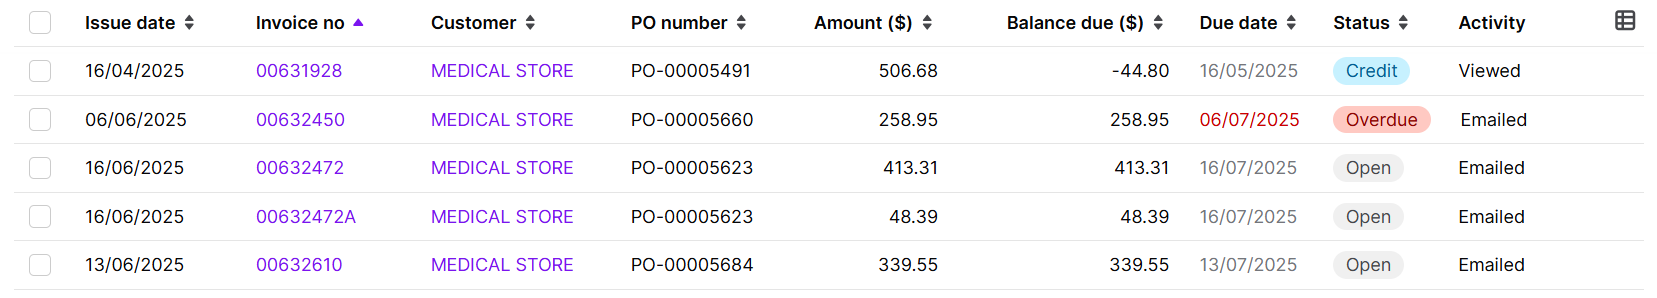 Issue date Invoice no Customer PO number Amount ($) Balance due ($) Due date Status Activity
16/04/2025 00631928 MEDICAL STORE PO-00005491 506.68 -44.80 16/05/2025 Credit Viewed
06/06/2025 00632450 MEDICAL STORE PO-00005660 258.95 258.95 06/07/2025 Overdue Emailed
16/06/2025 00632472 MEDICAL STORE PO-00005623 413.31 413.31 16/07/2025 Open Emailed
16/06/2025 00632472A MEDICAL STORE PO-00005623 48.39 48.39 16/07/2025 Open Emailed
13/06/2025 00632610 MEDICAL STORE PO-00005684 339.55 339.55 13/07/2025 Open Emailed